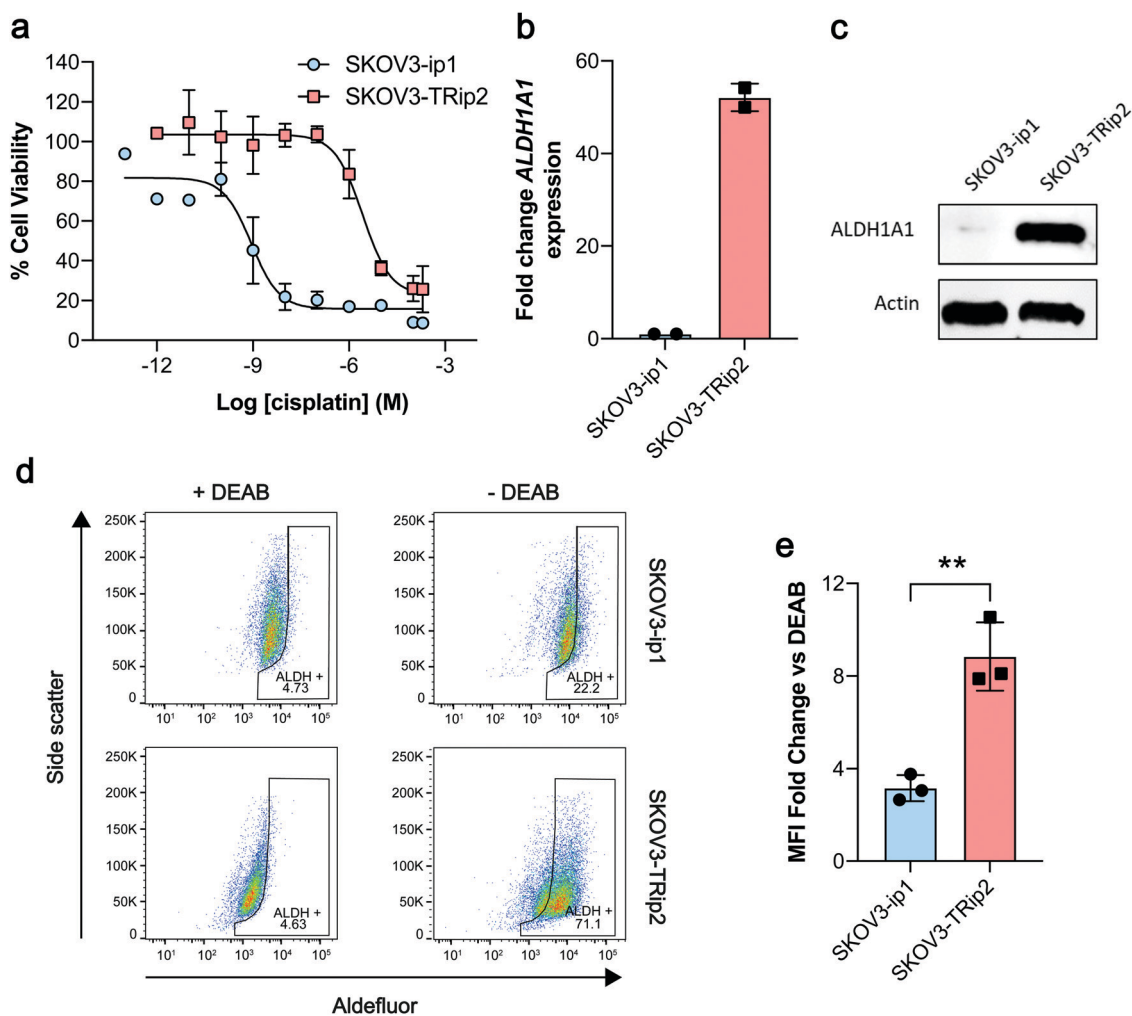 a
140
120
100
80
60
40
20
0
% Cell Viability
-12
-9
-6
-3
Log [cisplatin] (M)
SKOV3-ip1
SKOV3-TRip2
b
60
40
20
0
Fold change ALDH1A1
expression
SKOV3-ip1
SKOV3-TRip2
c
SKOV3-ip1
SKOV3-TRip2
ALDH1A1
Actin
d
+ DEAB
- DEAB
Side scatter
250K
200K
150K
100K
50K
0
ALDH +
4.73
10¹ 10² 10³ 10⁴ 10⁵
250K
200K
150K
100K
50K
0
ALDH +
22.2
10¹ 10² 10³ 10⁴ 10⁵
SKOV3-ip1
250K
200K
150K
100K
50K
0
ALDH +
4.63
10¹ 10² 10³ 10⁴ 10⁵
250K
200K
150K
100K
50K
0
ALDH +
71.1
10¹ 10² 10³ 10⁴ 10⁵
SKOV3-TRip2
Aldefluor
e
**
12
8
4
0
MFI Fold Change vs DEAB
SKOV3-ip1
SKOV3-TRip2